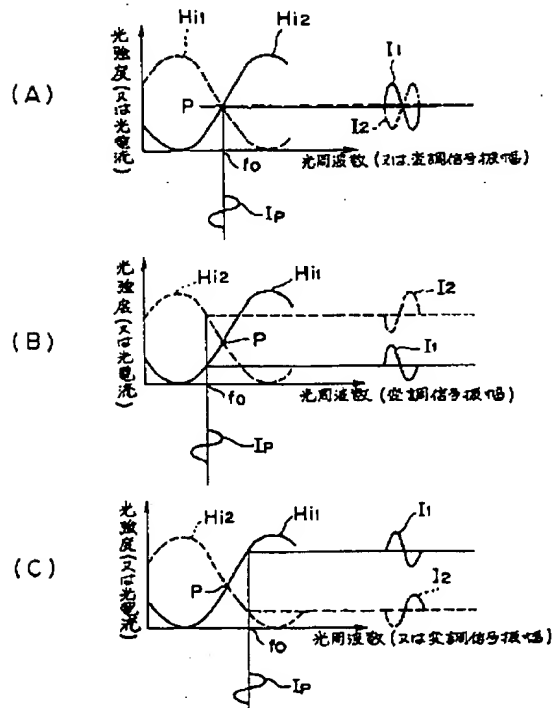 (A)
光強度(又は光電流)
Hi1
Hi2
P
I1
I2
f0
光周波数(又は変調信号振幅)
IP
(B)
光強度(又は光電流)
Hi2
Hi1
P
I2
I1
f0
光周波数(変調信号振幅)
IP
(C)
光強度(又は光電流)
Hi2
Hi1
P
I1
I2
f0
光周波数(又は変調信号振幅)
IP